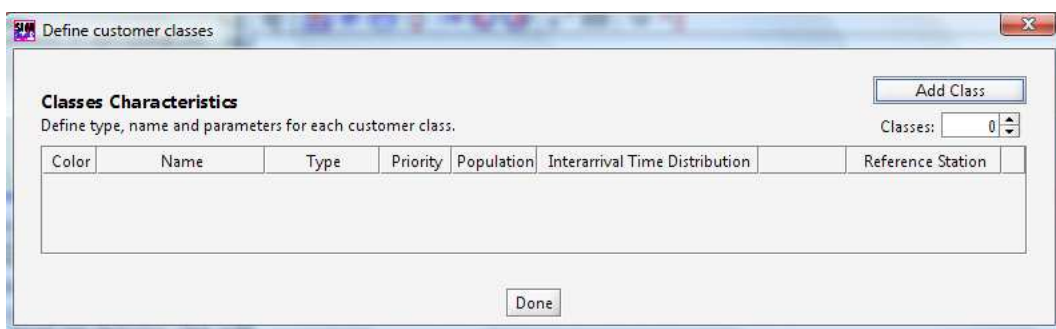 Define customer classes
Add Class
Classes Characteristics
Define type, name and parameters for each customer class.
Classes: 0
Color Name Type Priority Population Interarrival Time Distribution Reference Station
Done